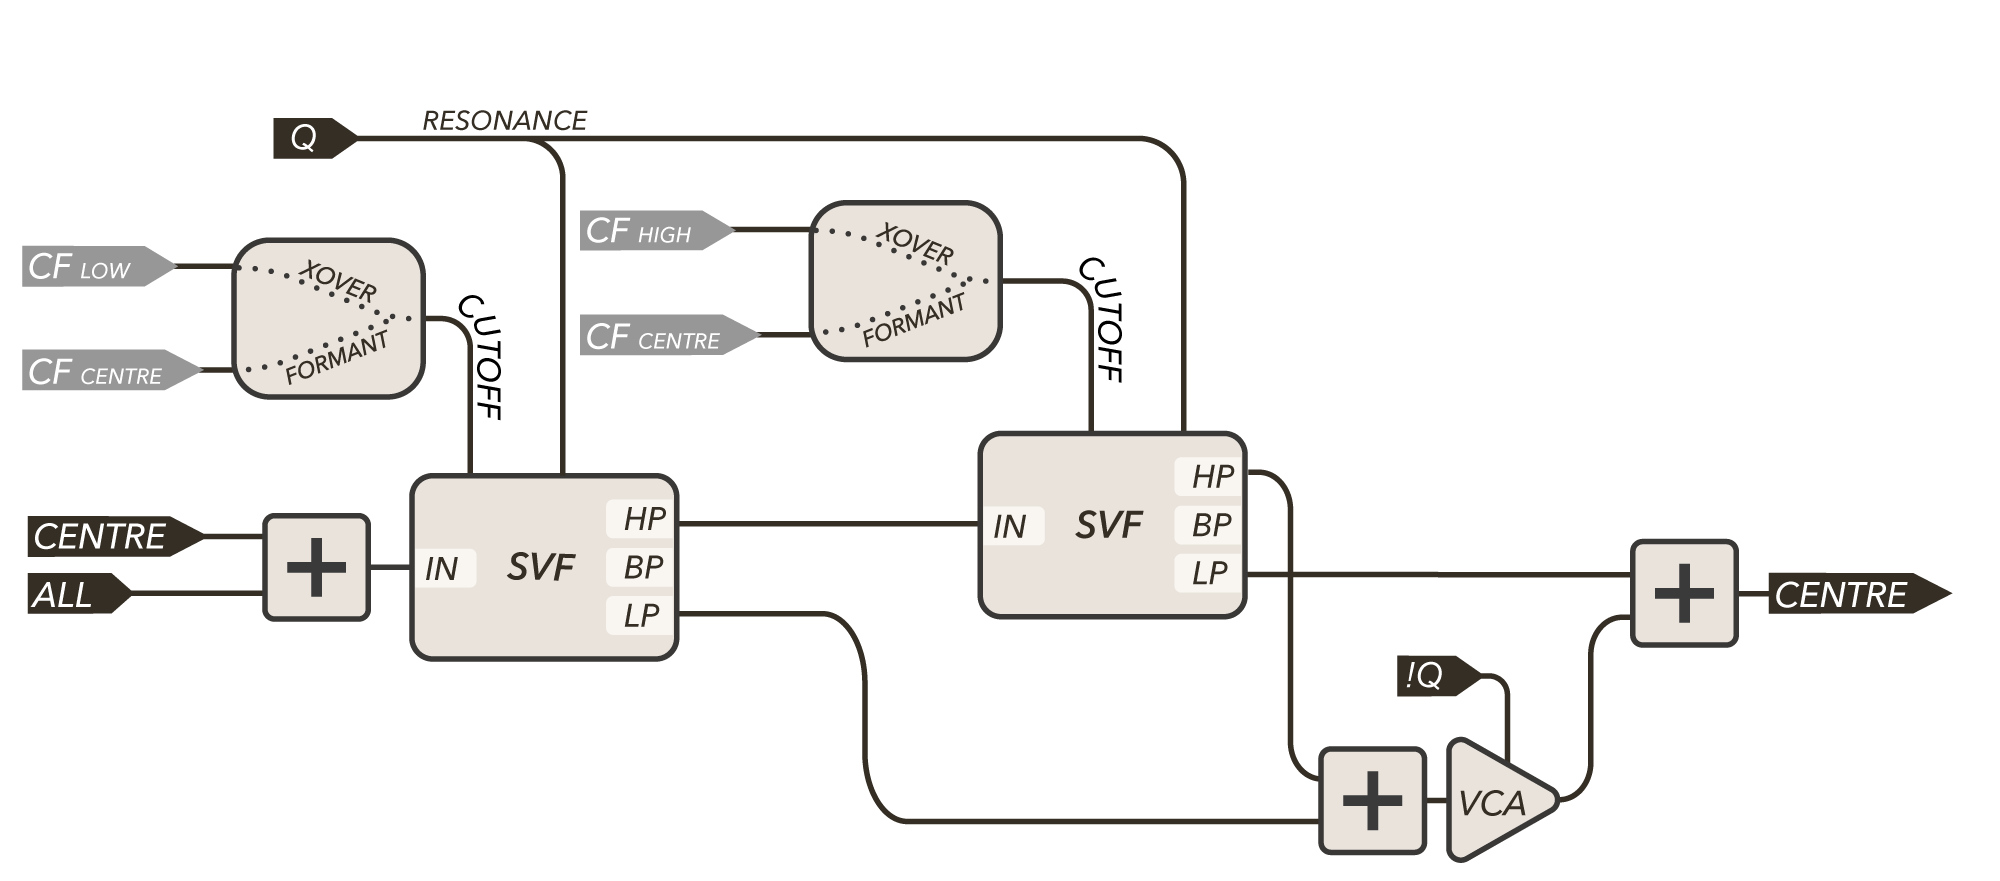 RESONANCE
Q
CF HIGH
XOVER
FORMANT
CUTOFF
CF LOW
XOVER
FORMANT
CUTOFF
CF CENTRE
CF CENTRE
HP
IN
SVF
BP
LP
CENTRE
ALL
HP
IN
SVF
BP
LP
CENTRE
!Q
VCA